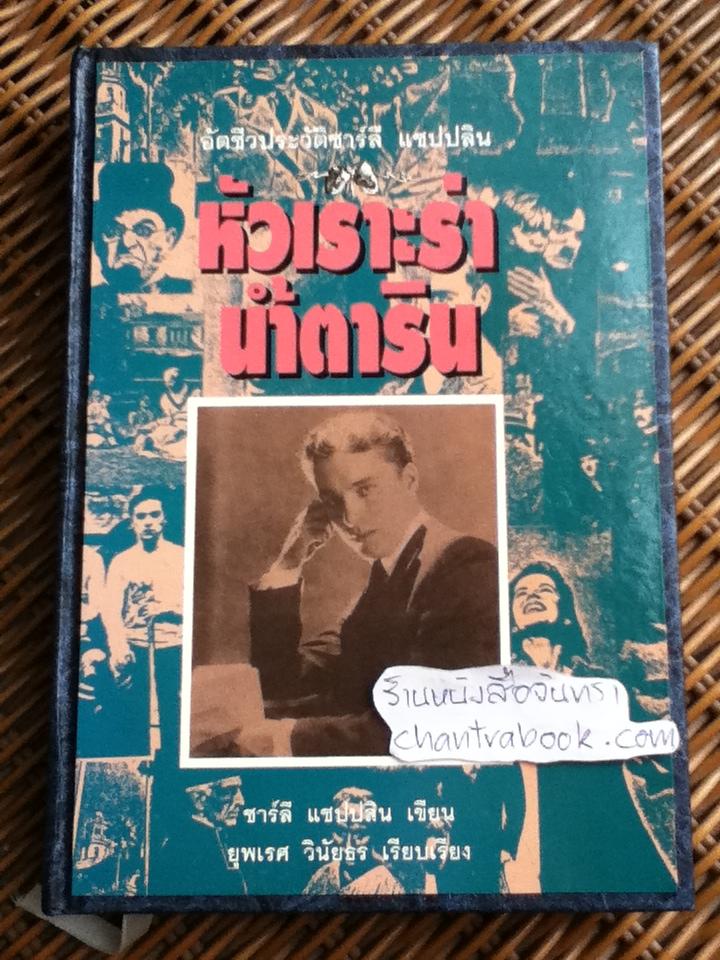 อัตชีวประวัติชาร์ลี แชปปลิน
หัวเราะร่า
น้ำตาริน
ร้านหนังสือจันทรา
chantrabook.com
ชาร์ลี แชปปลิน เขียน
ยุพเรศ วินัยธร เรียบเรียง